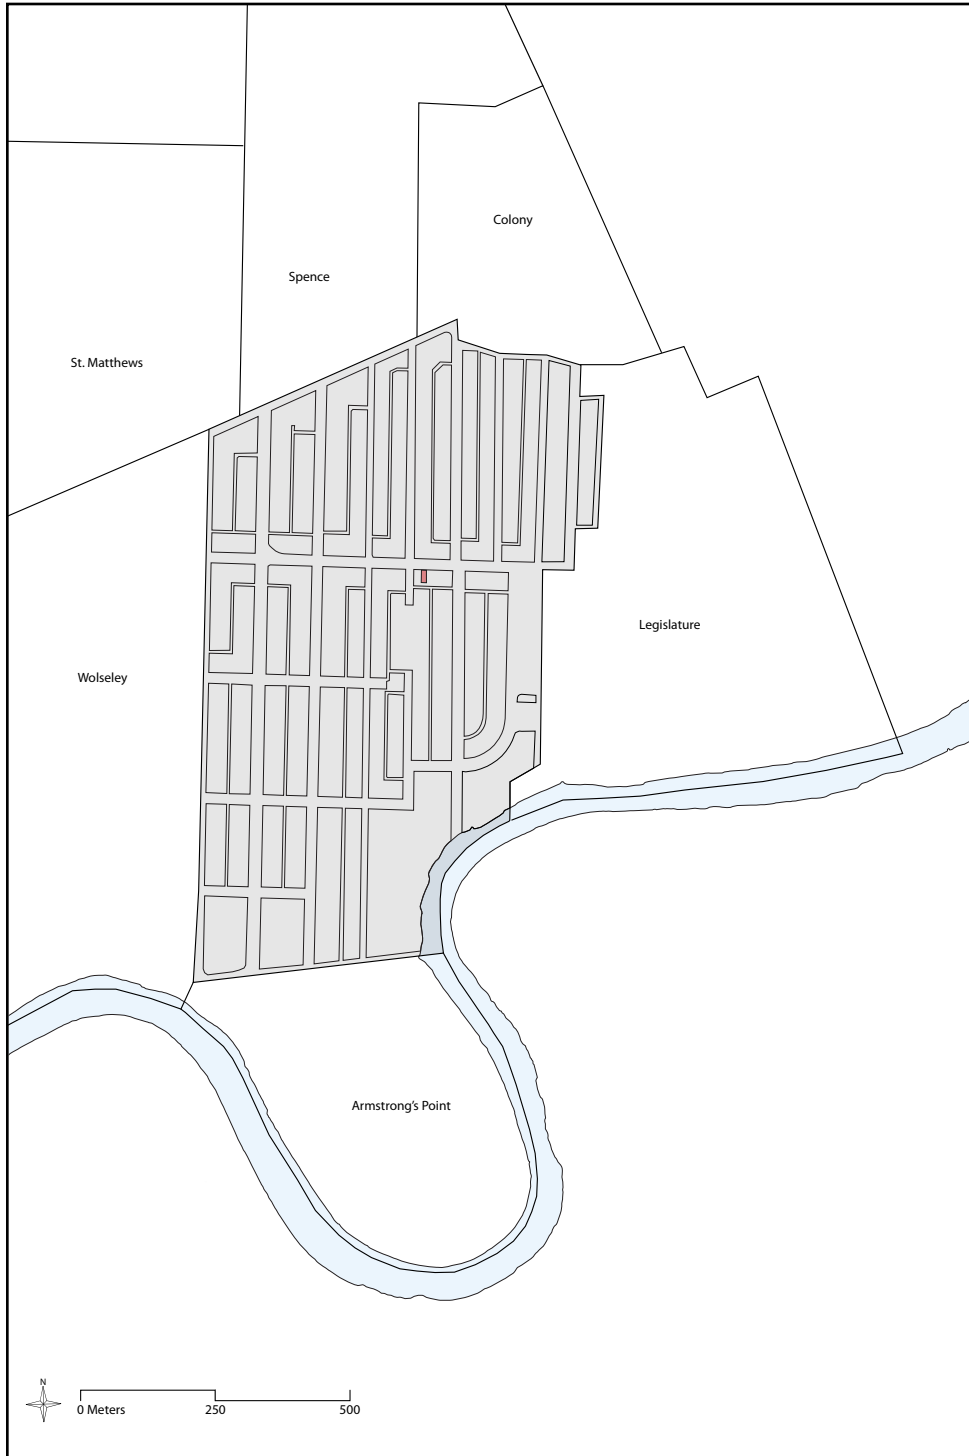 Colony
Spence
St. Matthews
Legislature
Wolseley
Armstrong's Point
N
0 Meters 250 500